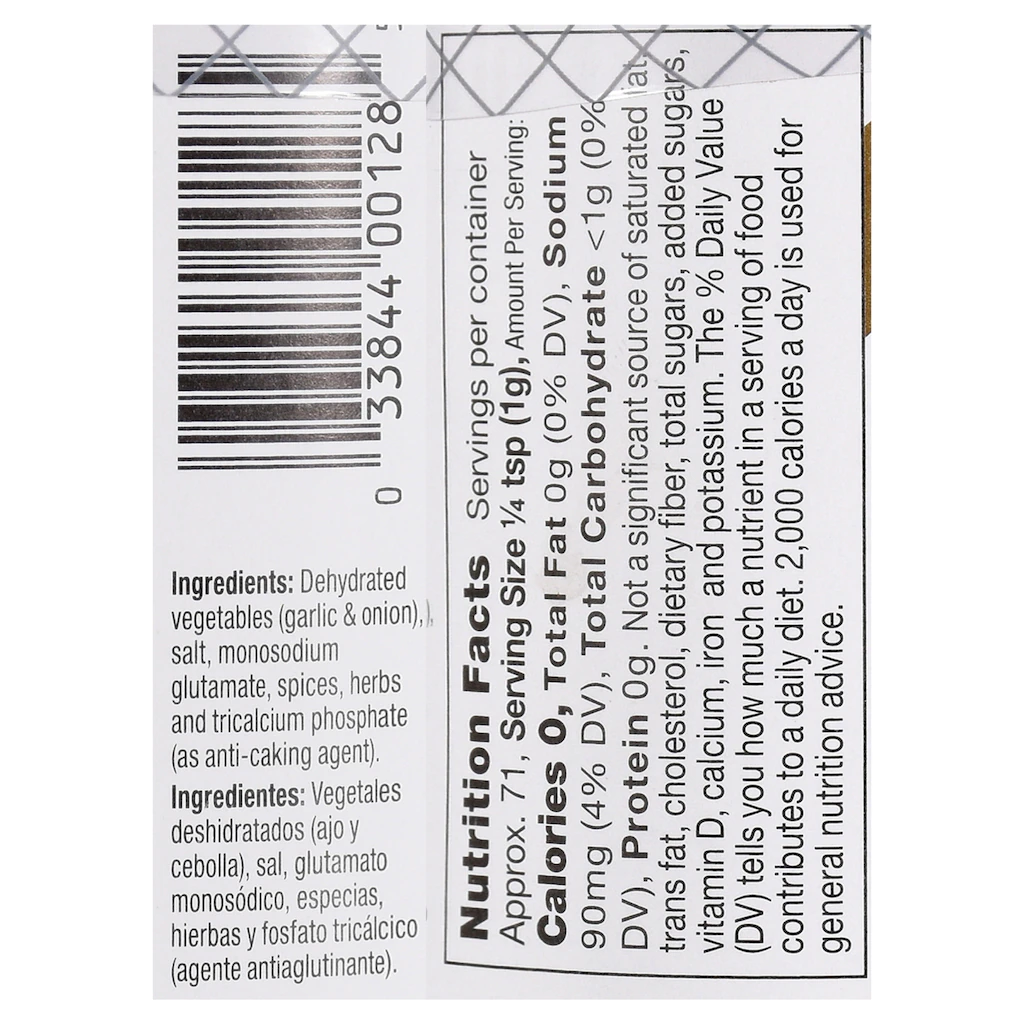 0 33844 00128
Ingredients: Dehydrated
vegetables (garlic & onion),
salt, monosodium
glutamate, spices, herbs
and tricalcium phosphate
(as anti-caking agent).
Ingredientes: Vegetales
deshidratados (ajo y
cebolla), sal, glutamato
monosódico, especias,
hierbas y fosfato tricálcico
(agente antiaglutinante).
Nutrition Facts Servings per container
Approx. 71, Serving Size ¼ tsp (1g), Amount Per Serving:
Calories 0, Total Fat 0g (0% DV), Sodium
90mg (4% DV), Total Carbohydrate <1g (0%
DV), Protein 0g. Not a significant source of saturated fat,
trans fat, cholesterol, dietary fiber, total sugars, added sugars,
vitamin D, calcium, iron and potassium. The % Daily Value
(DV) tells you how much a nutrient in a serving of food
contributes to a daily diet. 2,000 calories a day is used for
general nutrition advice.